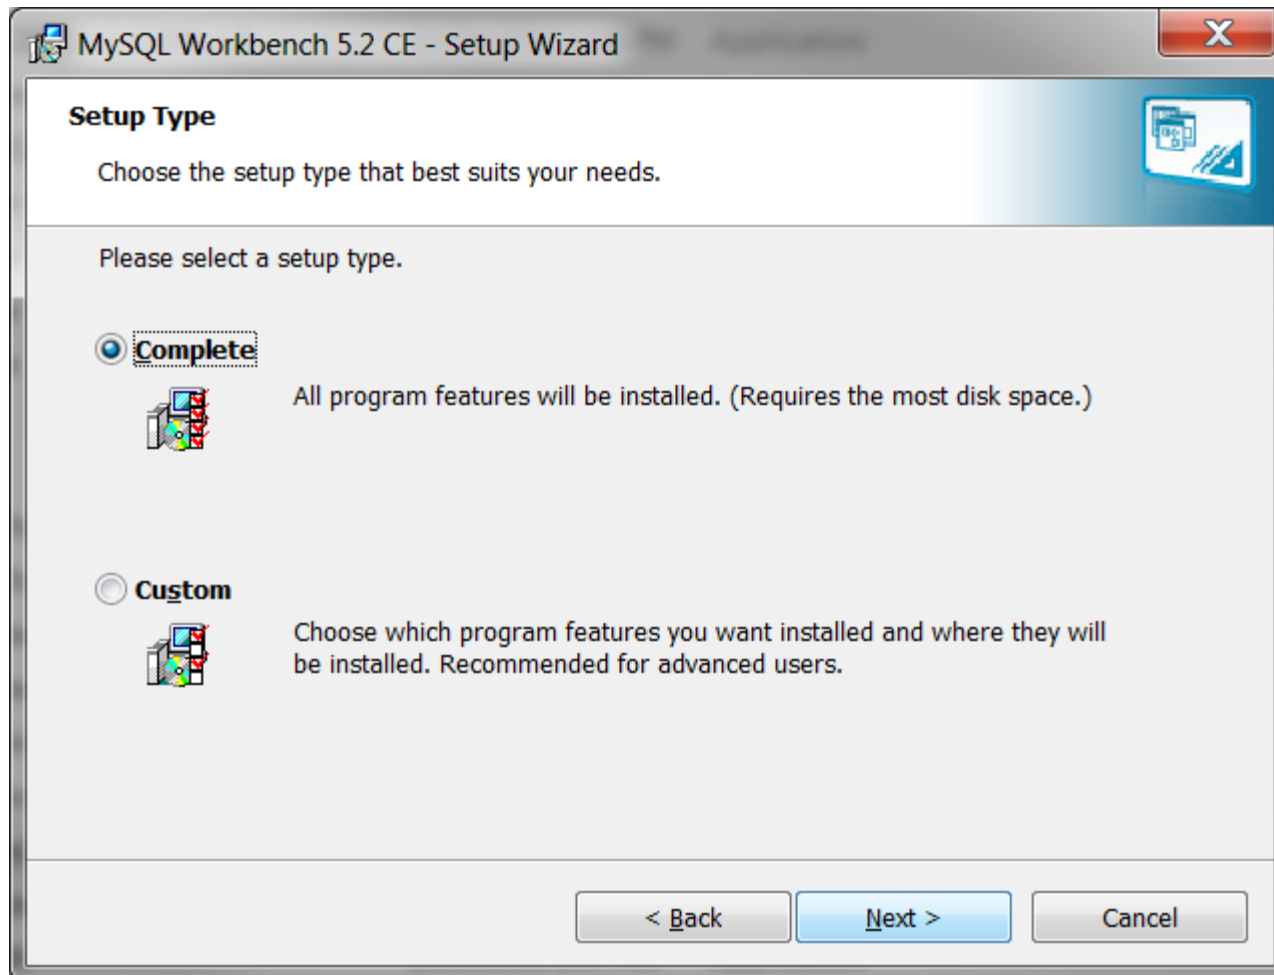 MySQL Workbench 5.2 CE - Setup Wizard
Setup Type
Choose the setup type that best suits your needs.
Please select a setup type.
Complete
All program features will be installed. (Requires the most disk space.)
Custom
Choose which program features you want installed and where they will
be installed. Recommended for advanced users.
< Back
Next >
Cancel